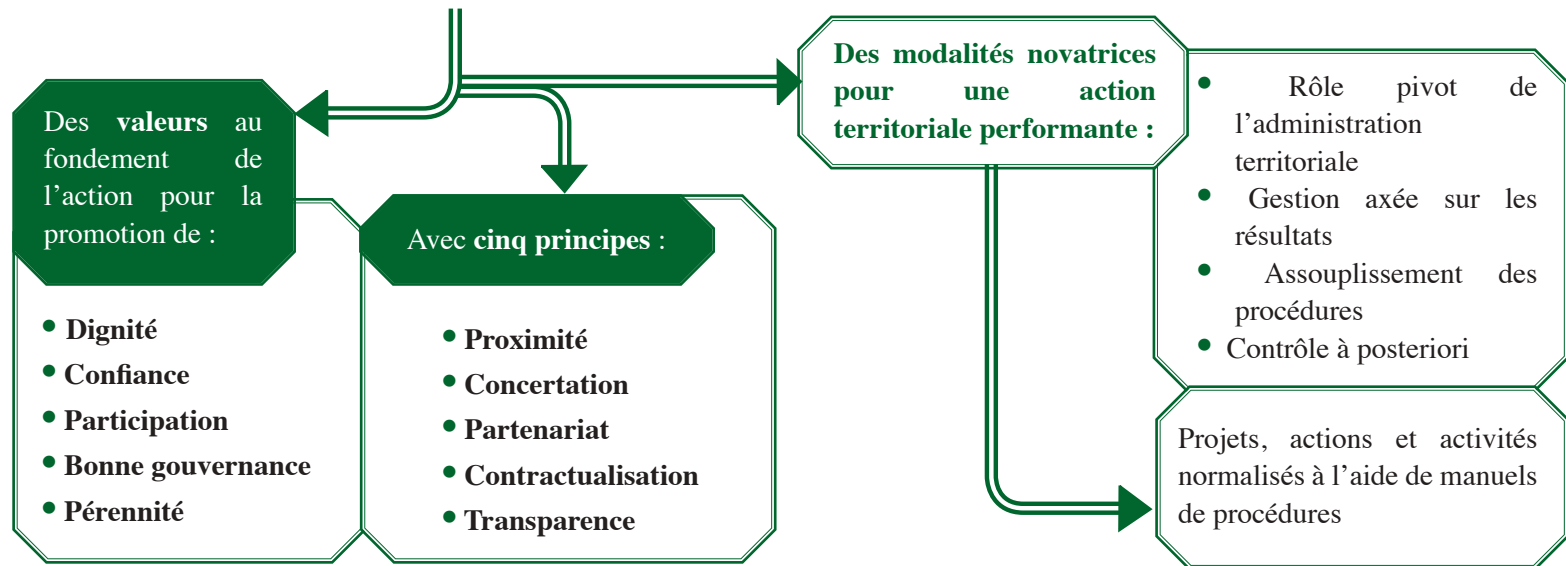 Des valeurs au
fondement de
l’action pour la
promotion de :
• Dignité
• Confiance
• Participation
• Bonne gouvernance
• Pérennité
Avec cinq principes :
• Proximité
• Concertation
• Partenariat
• Contractualisation
• Transparence
Des modalités novatrices
pour une action
territoriale performante :
• Rôle pivot de
l’administration
territoriale
• Gestion axée sur les
résultats
• Assouplissement des
procédures
• Contrôle à posteriori
Projets, actions et activités
normalisés à l’aide de manuels
de procédures